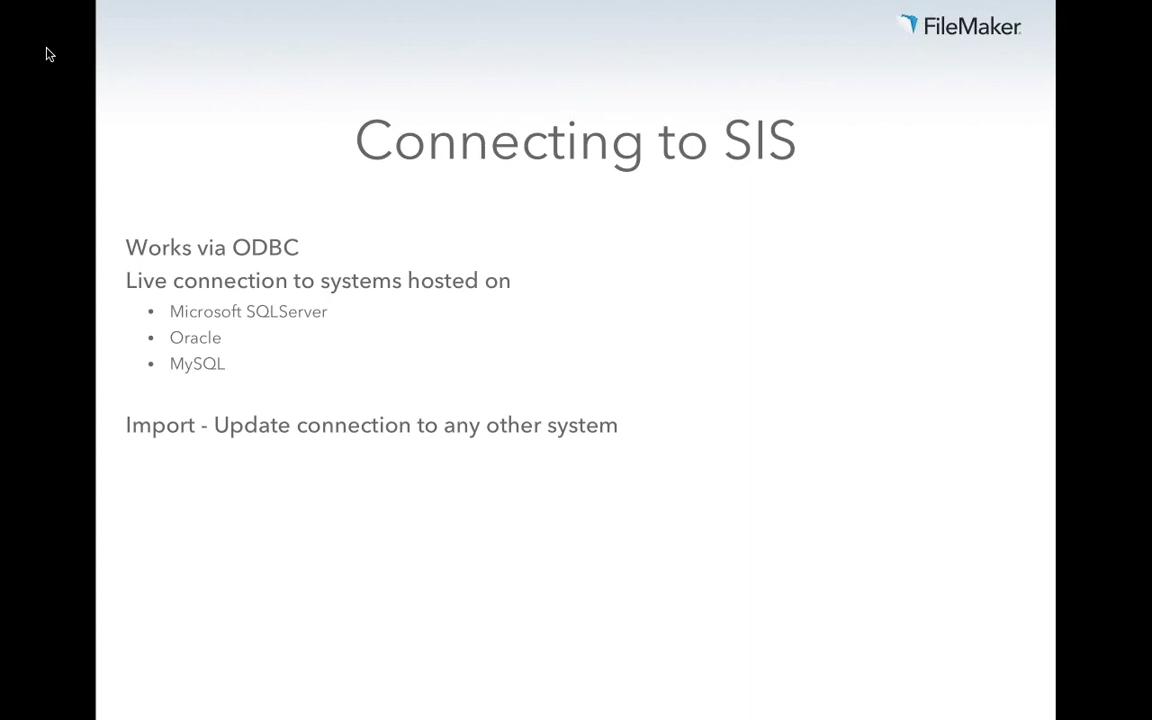 FileMaker
Connecting to SIS
Works via ODBC
Live connection to systems hosted on
• Microsoft SQLServer
• Oracle
• MySQL
Import - Update connection to any other system